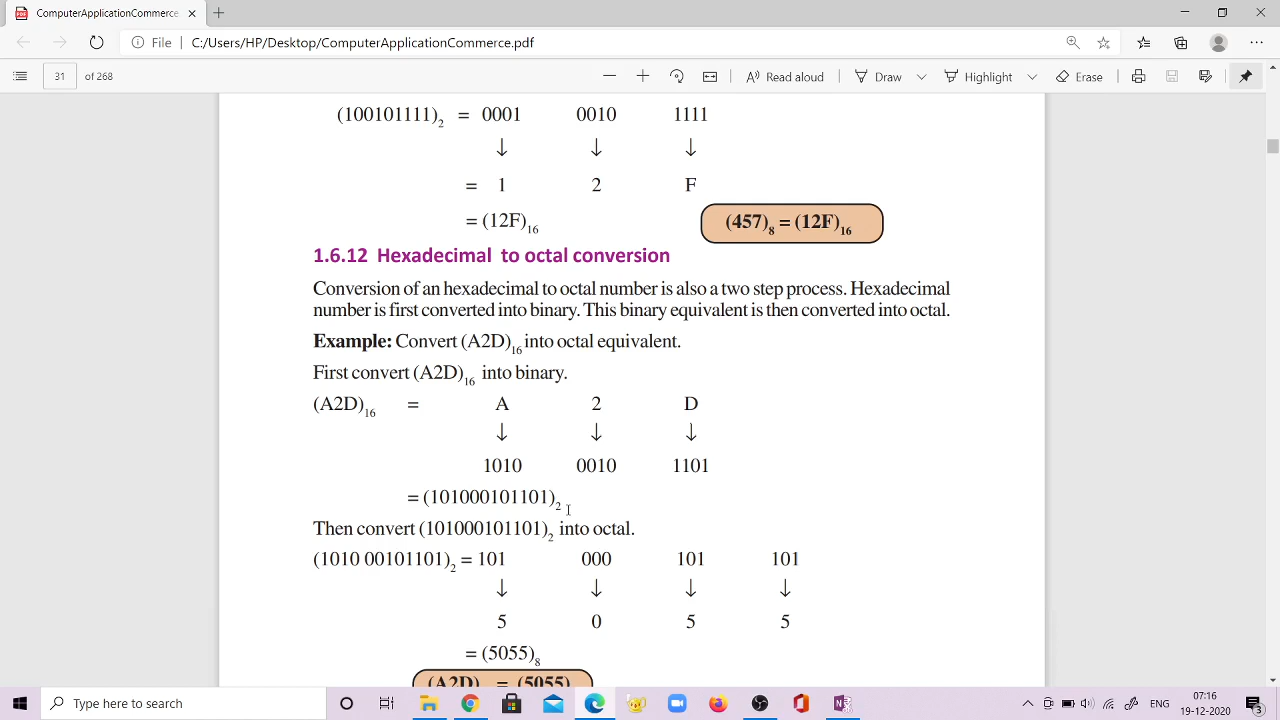 ComputerApplicationCommerce.pdf
File C:/Users/HP/Desktop/ComputerApplicationCommerce.pdf
31 of 268 Read aloud Draw Highlight Erase
(100101111)₂ = 0001 0010 1111
↓ ↓ ↓
= 1 2 F
= (12F)₁₆ (457)₈ = (12F)₁₆
1.6.12 Hexadecimal to octal conversion
Conversion of an hexadecimal to octal number is also a two step process. Hexadecimal
number is first converted into binary. This binary equivalent is then converted into octal.
Example: Convert (A2D)₁₆ into octal equivalent.
First convert (A2D)₁₆ into binary.
(A2D)₁₆ = A 2 D
↓ ↓ ↓
1010 0010 1101
= (101000101101)₂
Then convert (101000101101)₂ into octal.
(1010 00101101)₂ = 101 000 101 101
↓ ↓ ↓ ↓
5 0 5 5
= (5055)₈
(A2D) = (5055)
Type here to search ENG 07:16
19-12-2020 3